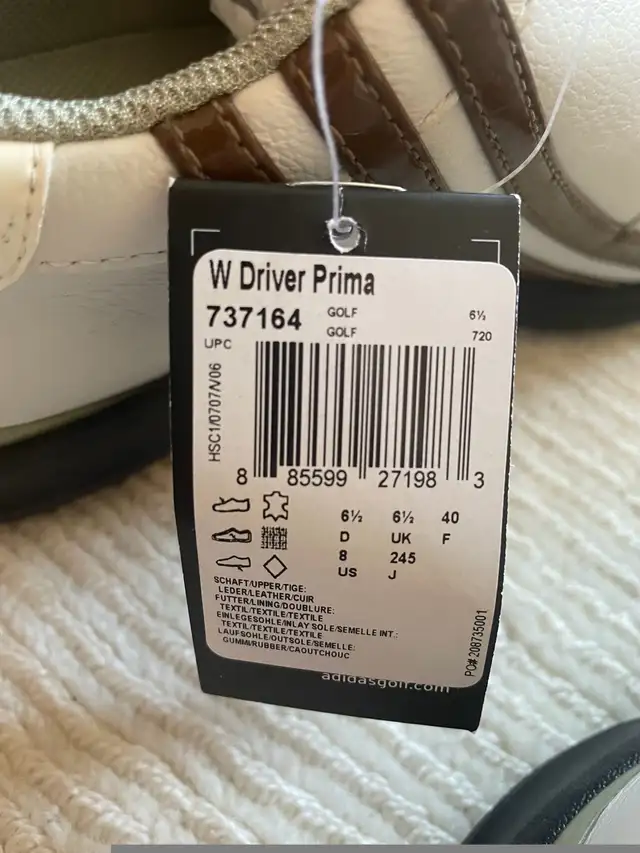 W Driver Prima
737164 GOLF 6½
GOLF 720
UPC
HSC1/0707/V06
8 85599 27198 3
6½ 6½ 40
D UK F
8 245
US J
SCHAFT/UPPER/TIGE:
LEDER/LEATHER/CUIR
FUTTER/LINING/DOUBLURE:
TEXTIL/TEXTILE/TEXTILE
EINLEGESOHLE/INLAY SOLE/SEMELLE INT.:
TEXTIL/TEXTILE/TEXTILE
LAUFSOHLE/OUTSOLE/SEMELLE:
GUMMI/RUBBER/CAOUTCHOUC
PO# 208735001
adidasgolf.com